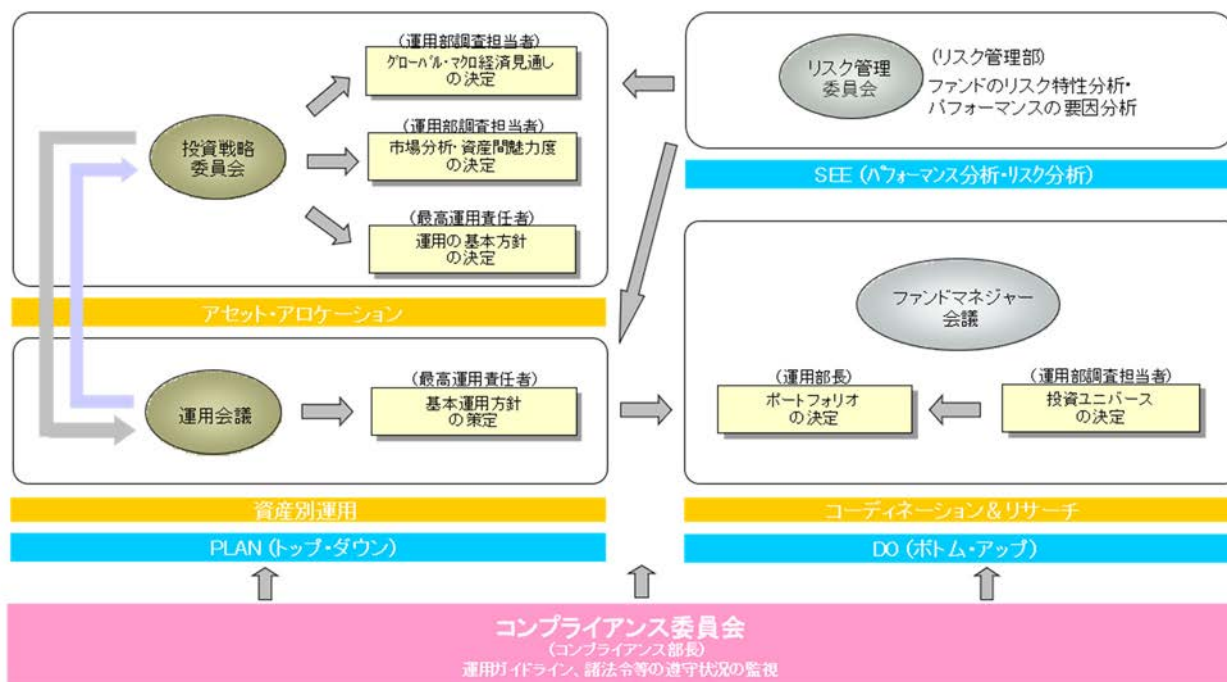 (運用部調査担当者)
グローバル・マクロ経済見通し
の決定
投資戦略
委員会
(運用部調査担当者)
市場分析・資産間魅力度
の決定
(最高運用責任者)
運用の基本方針
の決定
アセット・アロケーション
運用会議
(最高運用責任者)
基本運用方針
の策定
資産別運用
PLAN (トップ・ダウン)
リスク管理
委員会
(リスク管理部)
ファンドのリスク特性分析・
パフォーマンスの要因分析
SEE (パフォーマンス分析・リスク分析)
ファンドマネジャー
会議
(運用部長)
ポートフォリオ
の決定
(運用部調査担当者)
投資ユニバース
の決定
コーディネーション&リサーチ
DO (ボトム・アップ)
コンプライアンス委員会
(コンプライアンス部長)
運用ガイドライン、諸法令等の遵守状況の監視